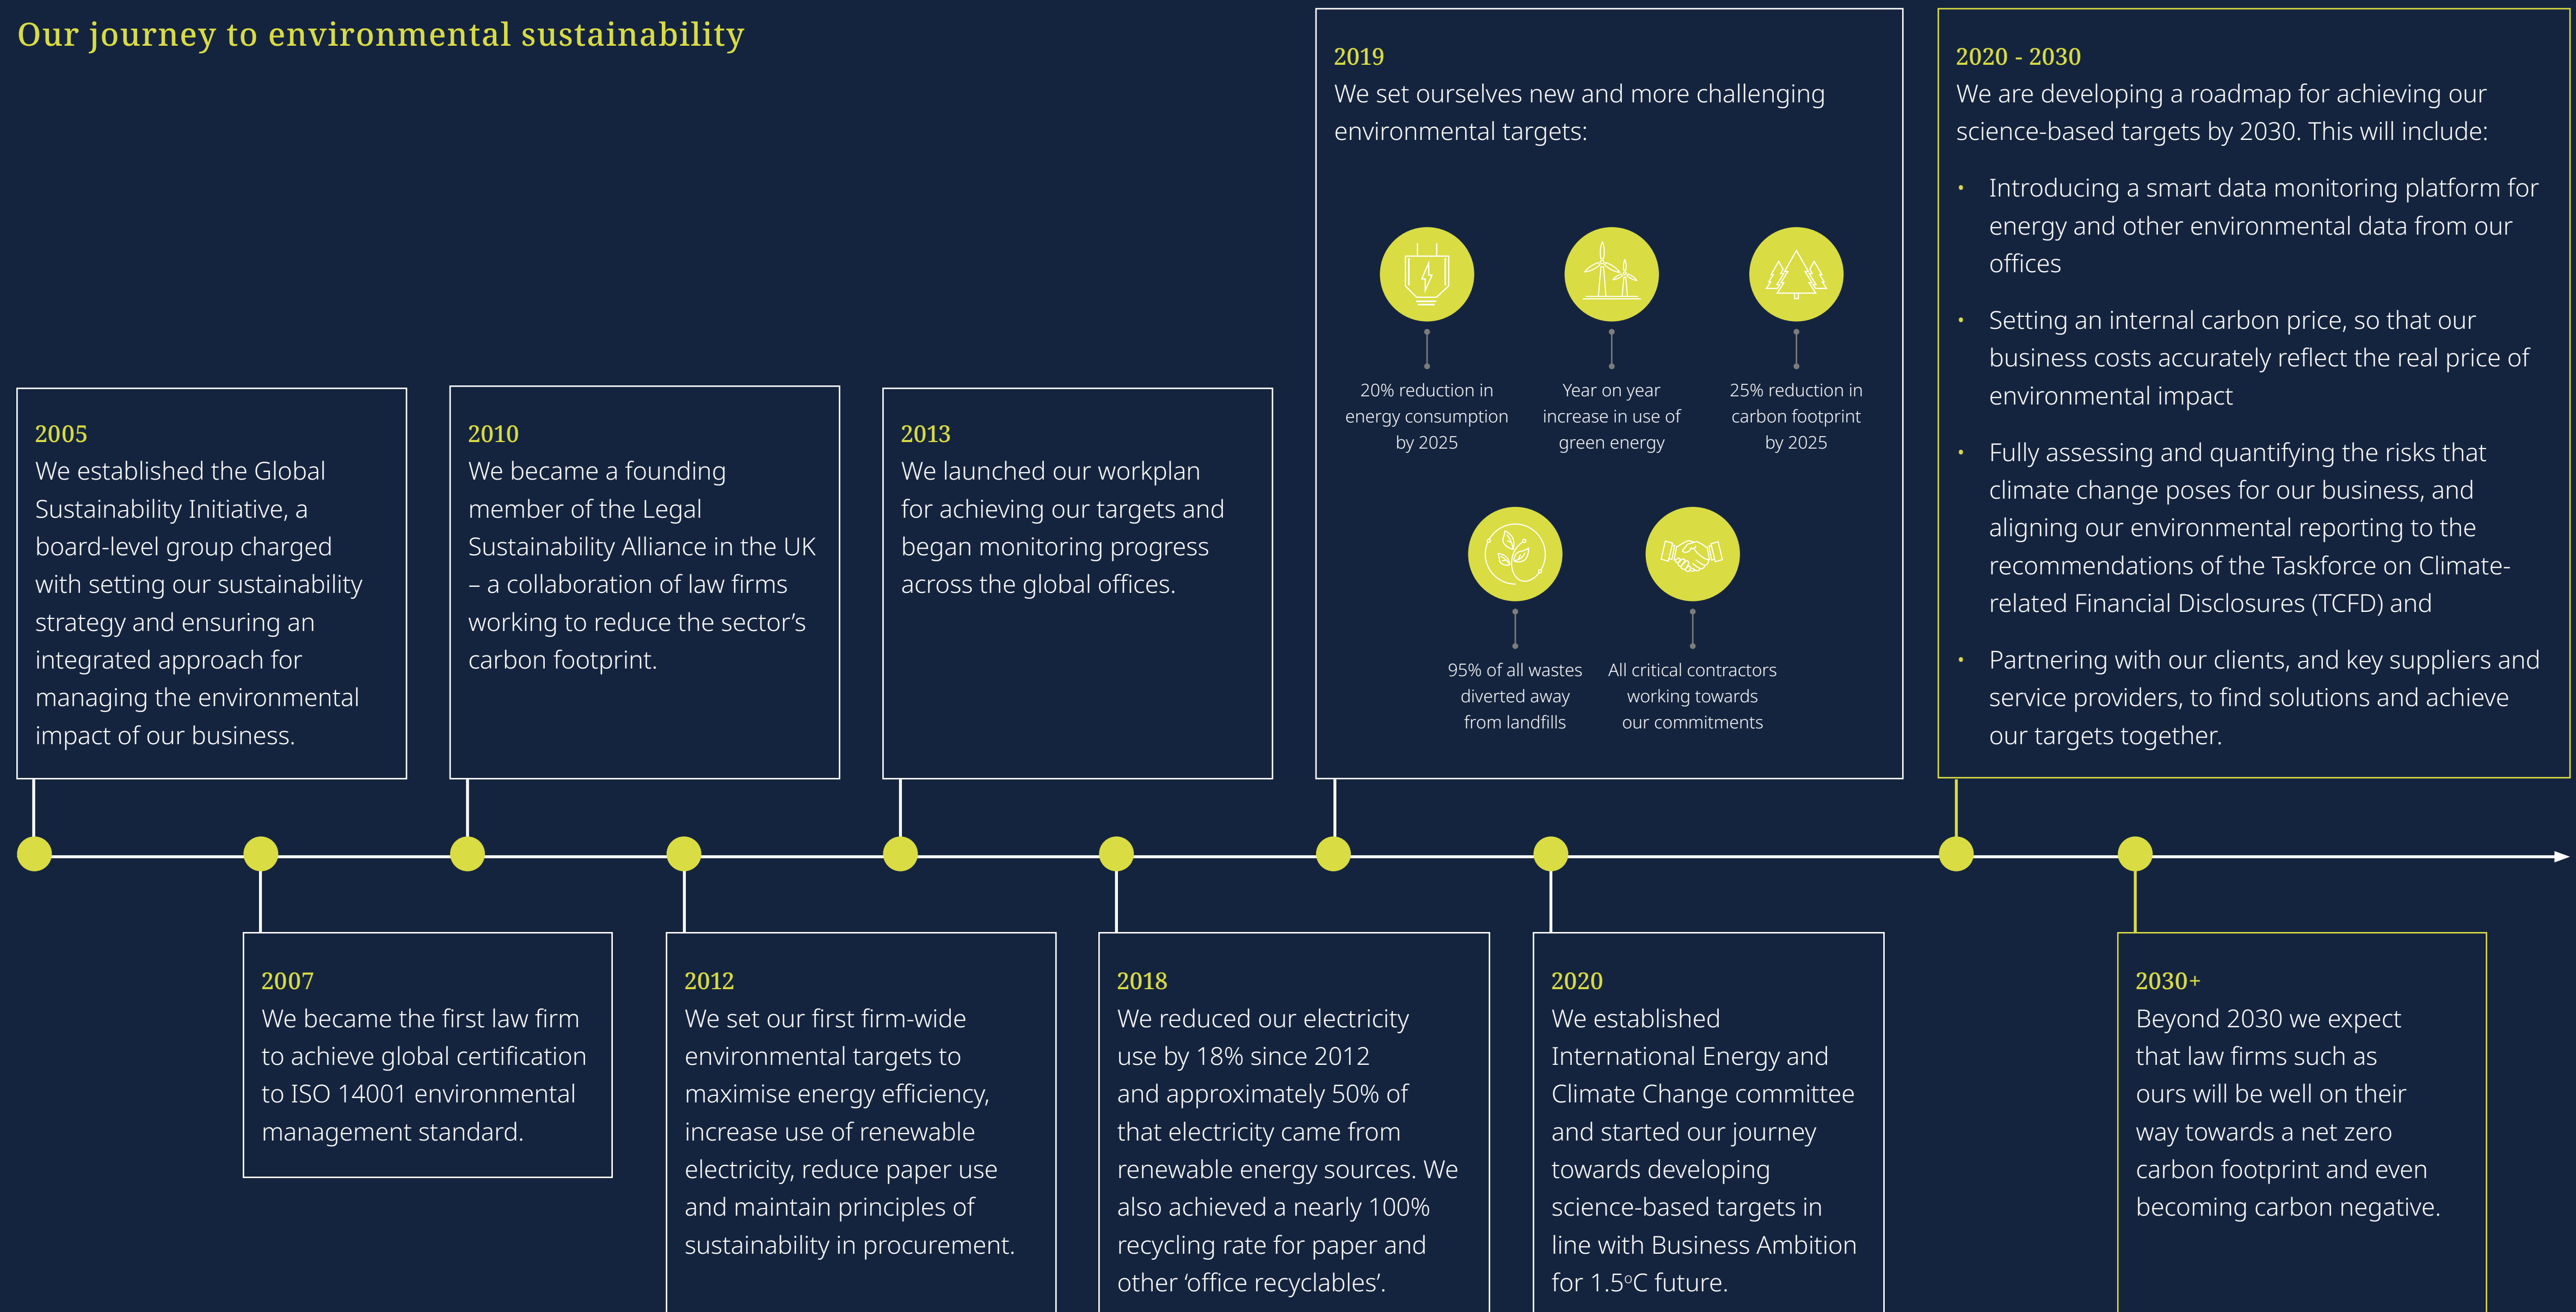 Our journey to environmental sustainability
2005
We established the Global
Sustainability Initiative, a
board-level group charged
with setting our sustainability
strategy and ensuring an
integrated approach for
managing the environmental
impact of our business.
2007
We became the first law firm
to achieve global certification
to ISO 14001 environmental
management standard.
2010
We became a founding
member of the Legal
Sustainability Alliance in the UK
– a collaboration of law firms
working to reduce the sector’s
carbon footprint.
2012
We set our first firm-wide
environmental targets to
maximise energy efficiency,
increase use of renewable
electricity, reduce paper use
and maintain principles of
sustainability in procurement.
2013
We launched our workplan
for achieving our targets and
began monitoring progress
across the global offices.
2018
We reduced our electricity
use by 18% since 2012
and approximately 50% of
that electricity came from
renewable energy sources. We
also achieved a nearly 100%
recycling rate for paper and
other ‘office recyclables’.
2019
We set ourselves new and more challenging
environmental targets:
20% reduction in
energy consumption
by 2025
Year on year
increase in use of
green energy
25% reduction in
carbon footprint
by 2025
95% of all wastes
diverted away
from landfills
All critical contractors
working towards
our commitments
2020
We established
International Energy and
Climate Change committee
and started our journey
towards developing
science-based targets in
line with Business Ambition
for 1.5ºC future.
2020 - 2030
We are developing a roadmap for achieving our
science-based targets by 2030. This will include:
• Introducing a smart data monitoring platform for
energy and other environmental data from our
offices
• Setting an internal carbon price, so that our
business costs accurately reflect the real price of
environmental impact
• Fully assessing and quantifying the risks that
climate change poses for our business, and
aligning our environmental reporting to the
recommendations of the Taskforce on Climate-
related Financial Disclosures (TCFD) and
• Partnering with our clients, and key suppliers and
service providers, to find solutions and achieve
our targets together.
2030+
Beyond 2030 we expect
that law firms such as
ours will be well on their
way towards a net zero
carbon footprint and even
becoming carbon negative.